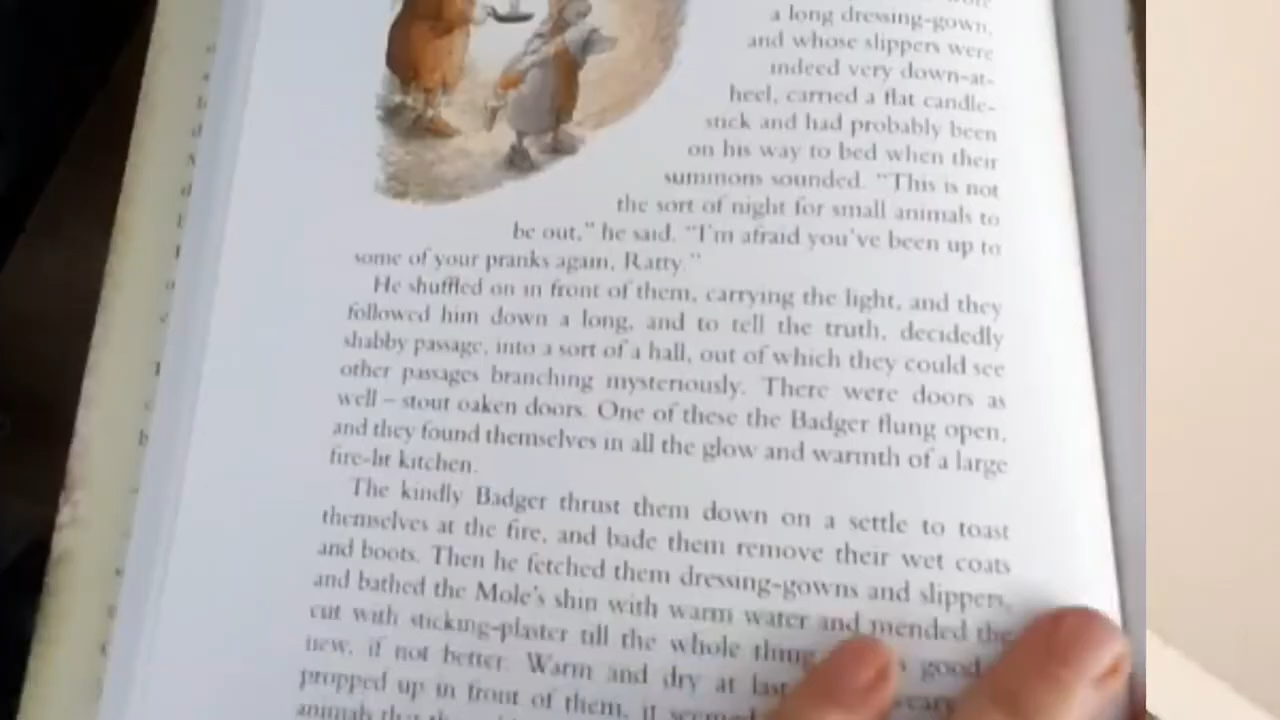 a long dressing-gown,
and whose slippers were
indeed very down-at-
heel, carried a flat candle-
stick and had probably been
on his way to bed when their
summons sounded. "This is not
the sort of night for small animals to
be out," he said. "I'm afraid you've been up to
some of your pranks again, Ratty."
He shuffled on in front of them, carrying the light, and they
followed him down a long, and to tell the truth, decidedly
shabby passage, into a sort of a hall, out of which they could see
other passages branching mysteriously. There were doors as
well – stout oaken doors. One of these the Badger flung open,
and they found themselves in all the glow and warmth of a large
fire-lit kitchen.
The kindly Badger thrust them down on a settle to toast
themselves at the fire, and bade them remove their wet coats
and boots. Then he fetched them dressing-gowns and slippers,
and bathed the Mole's shin with warm water and mended the
cut with sticking-plaster till the whole thing good
new, if not better. Warm and dry at last
propped up in front of them, it seemed
animals that